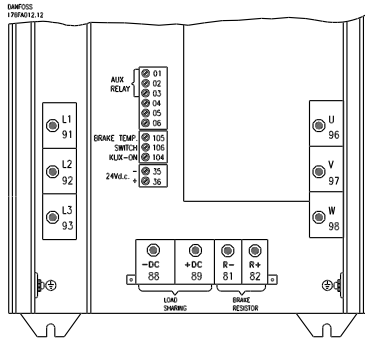 DANFOSS
178FA012.12
AUX
RELAY
01
02
03
04
05
06
BRAKE TEMP. 105
SWITCH 106
KLIX-ON 104
24Vd.c. - 35
+ 36
L1
91
L2
92
L3
93
U
96
V
97
W
98
-DC
88
+DC
89
R-
81
R+
82
LOAD
SHARING
BRAKE
RESISTOR